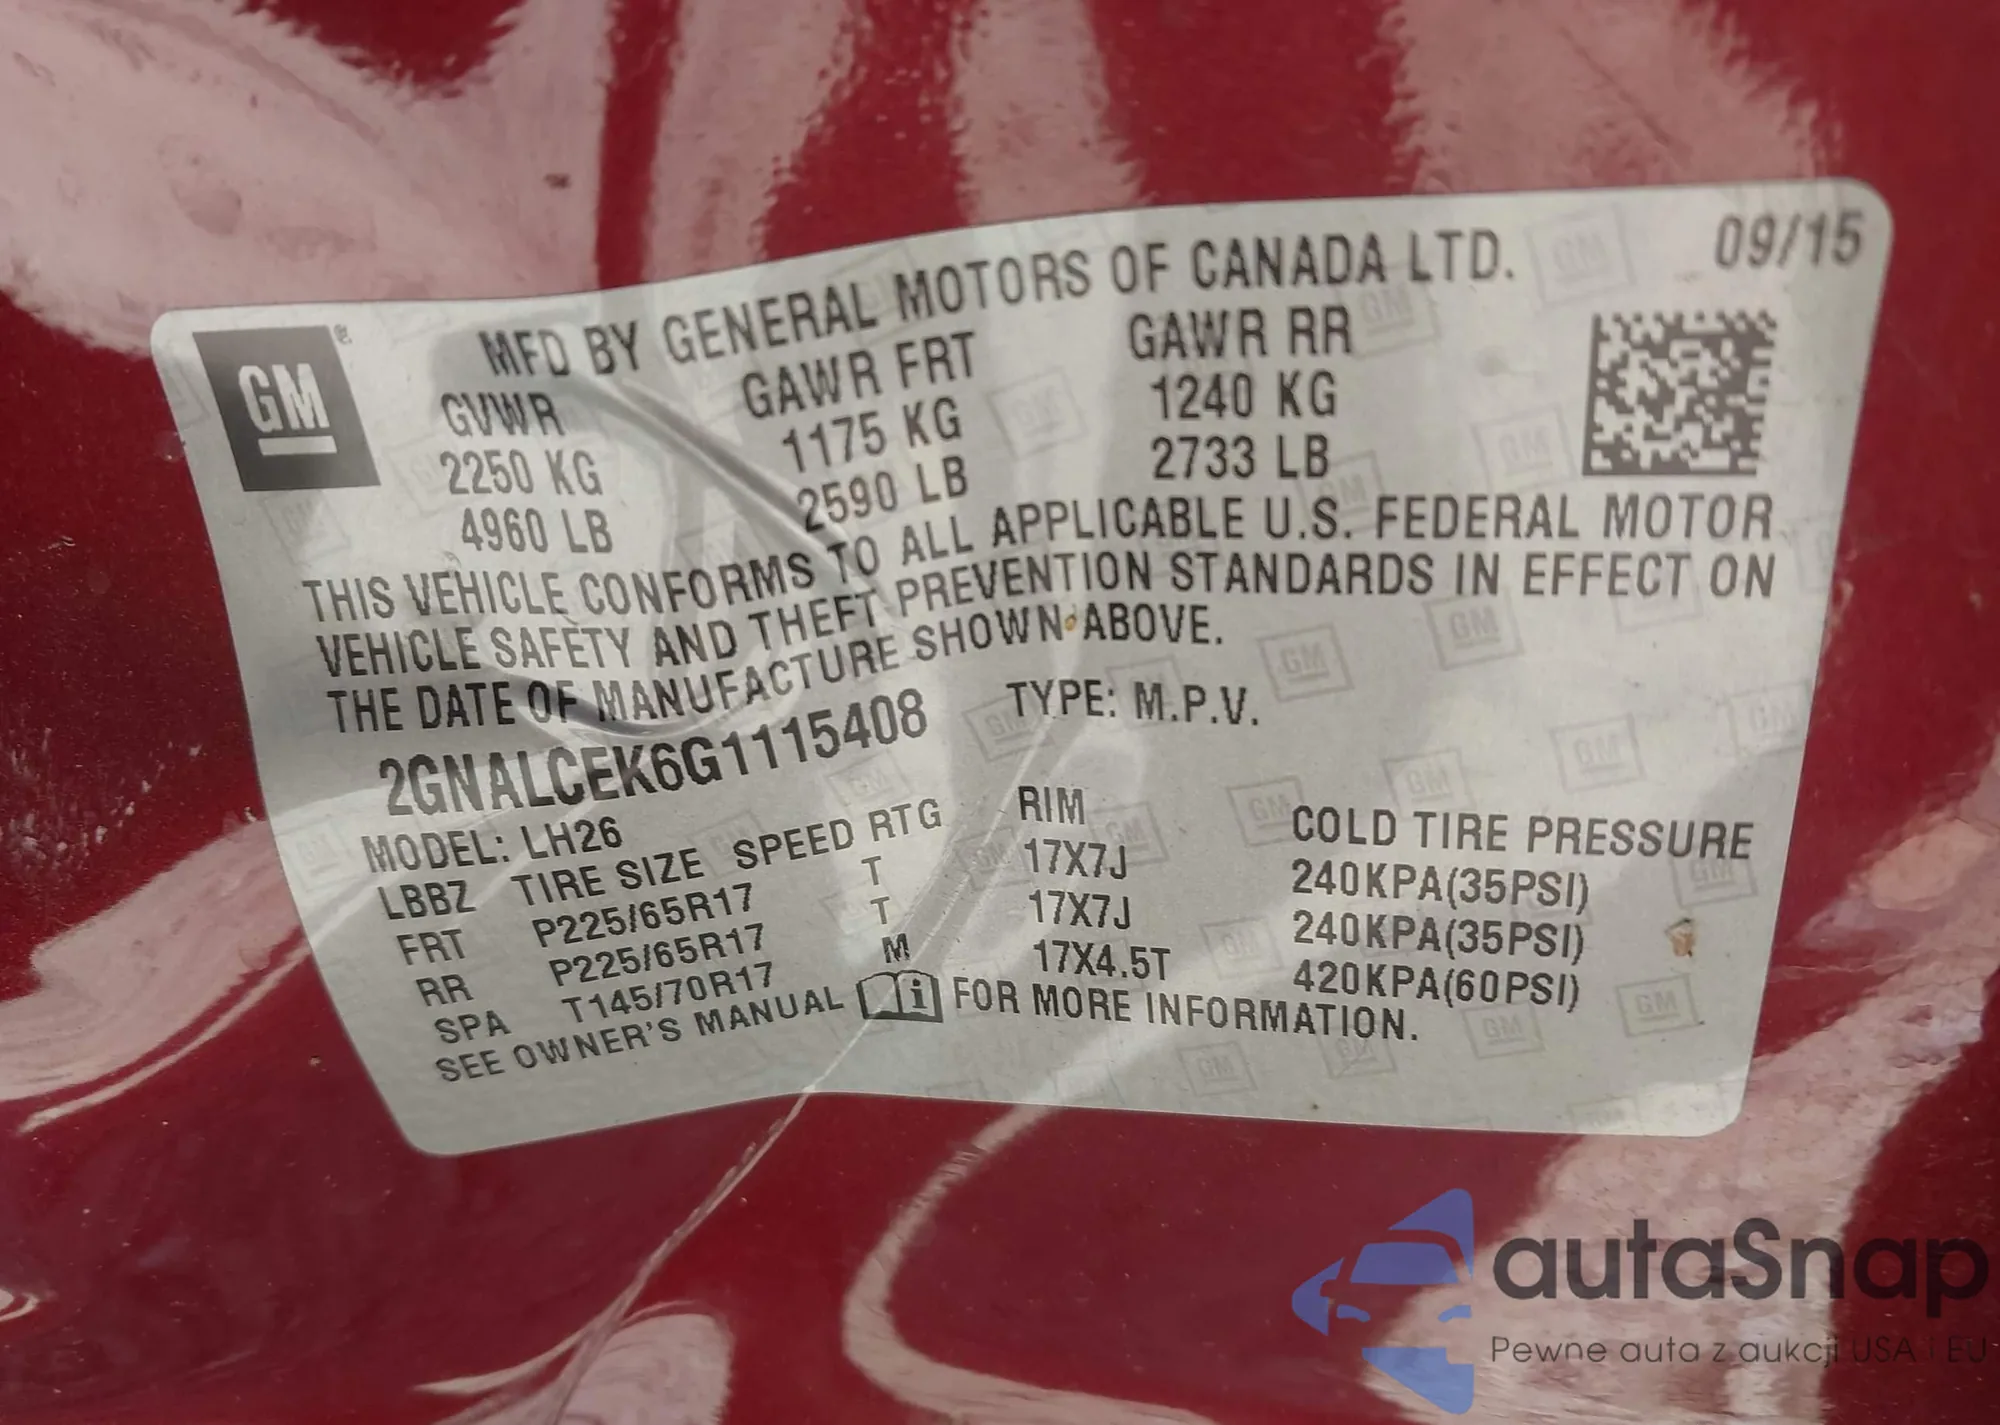 GM®
MFD BY GENERAL MOTORS OF CANADA LTD. 09/15
GVWR GAWR FRT GAWR RR
2250 KG 1175 KG 1240 KG
4960 LB 2590 LB 2733 LB
THIS VEHICLE CONFORMS TO ALL APPLICABLE U.S. FEDERAL MOTOR
VEHICLE SAFETY AND THEFT PREVENTION STANDARDS IN EFFECT ON
THE DATE OF MANUFACTURE SHOWN ABOVE.
2GNALCEK6G1115408 TYPE: M.P.V.
MODEL: LH26
LBBZ TIRE SIZE SPEED RTG RIM COLD TIRE PRESSURE
FRT P225/65R17 T 17X7J 240KPA(35PSI)
RR P225/65R17 T 17X7J 240KPA(35PSI)
SPA T145/70R17 M 17X4.5T 420KPA(60PSI)
SEE OWNER'S MANUAL FOR MORE INFORMATION.
autaSnap
Pewne auta z aukcji USA i EU